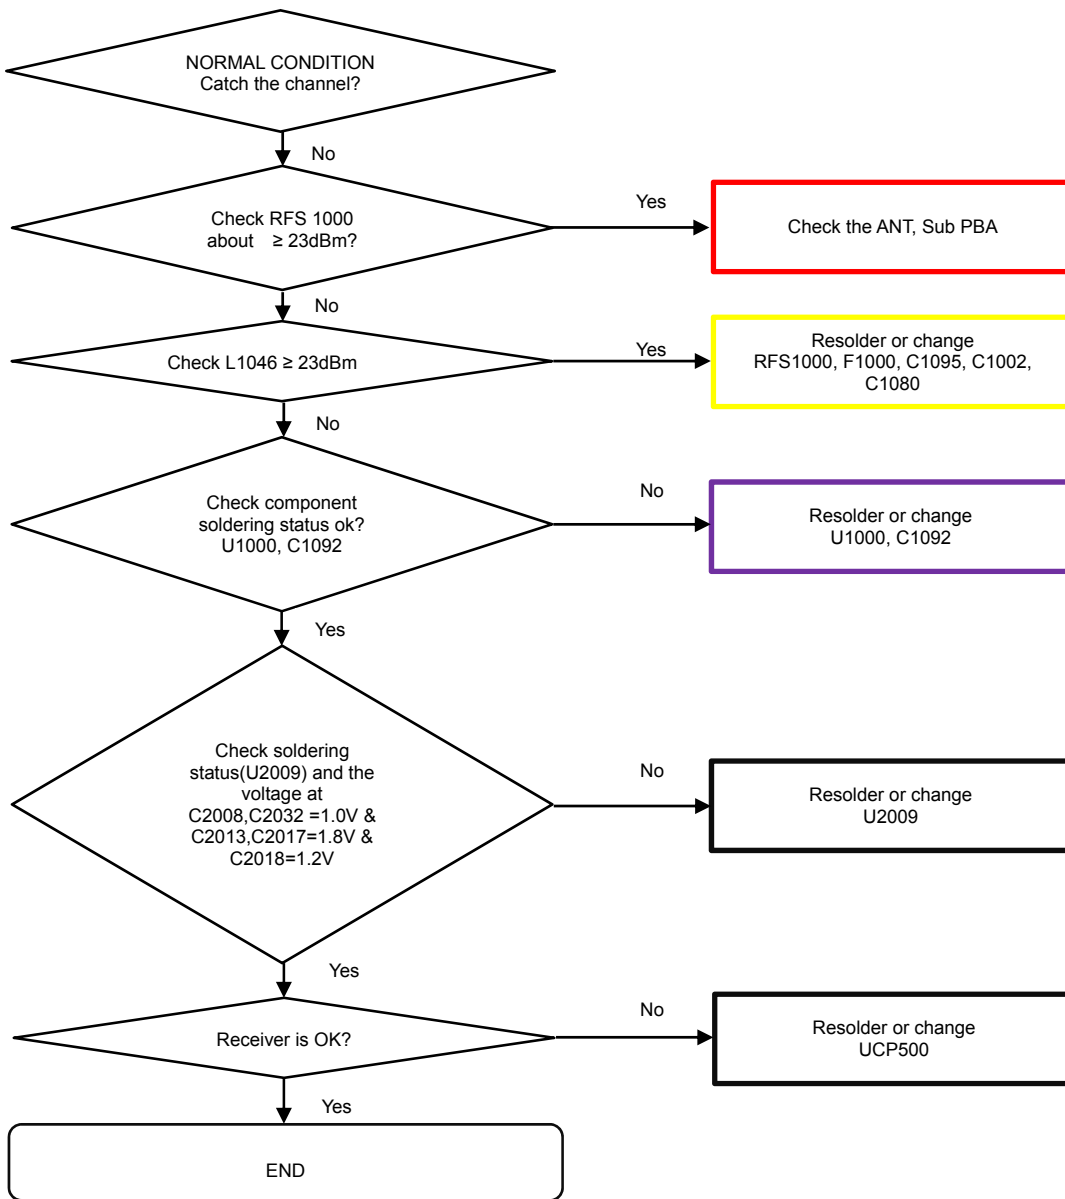 NORMAL CONDITION
Catch the channel?
No
Check RFS 1000
about ≥ 23dBm?
Yes
Check the ANT, Sub PBA
No
Check L1046 ≥ 23dBm
Yes
Resolder or change
RFS1000, F1000, C1095, C1002,
C1080
No
Check component
soldering status ok?
U1000, C1092
No
Resolder or change
U1000, C1092
Yes
Check soldering
status(U2009) and the
voltage at
C2008,C2032 =1.0V &
C2013,C2017=1.8V &
C2018=1.2V
No
Resolder or change
U2009
Yes
Receiver is OK?
No
Resolder or change
UCP500
Yes
END